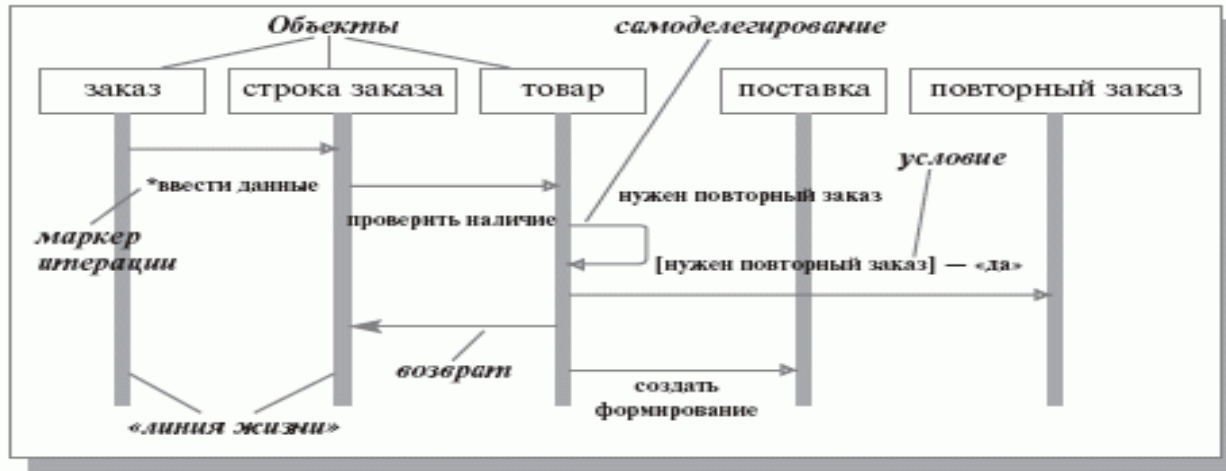 Объекты
самоделегирование
заказ
строка заказа
товар
поставка
повторный заказ
условие
*ввести данные
нужен повторный заказ
проверить наличие
маркер
итерации
[нужен повторный заказ] — «да»
возврат
создать
формирование
«линия жизни»